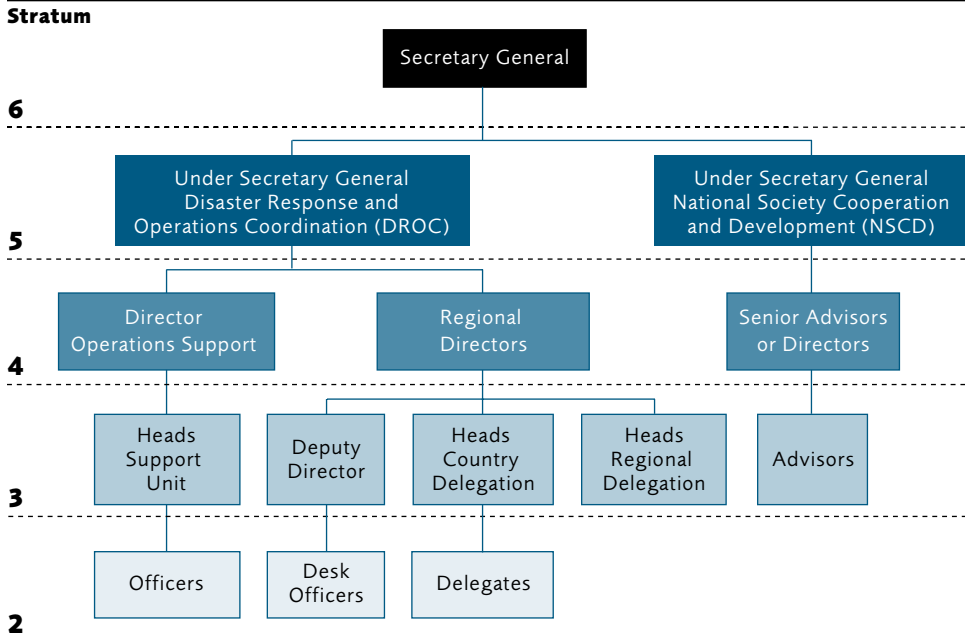 Stratum
Secretary General
6
Under Secretary General
Disaster Response and
Operations Coordination (DROC)
Under Secretary General
National Society Cooperation
and Development (NSCD)
5
Director
Operations Support
Regional
Directors
Senior Advisors
or Directors
4
Heads
Support
Unit
Deputy
Director
Heads
Country
Delegation
Heads
Regional
Delegation
Advisors
3
Officers
Desk
Officers
Delegates
2